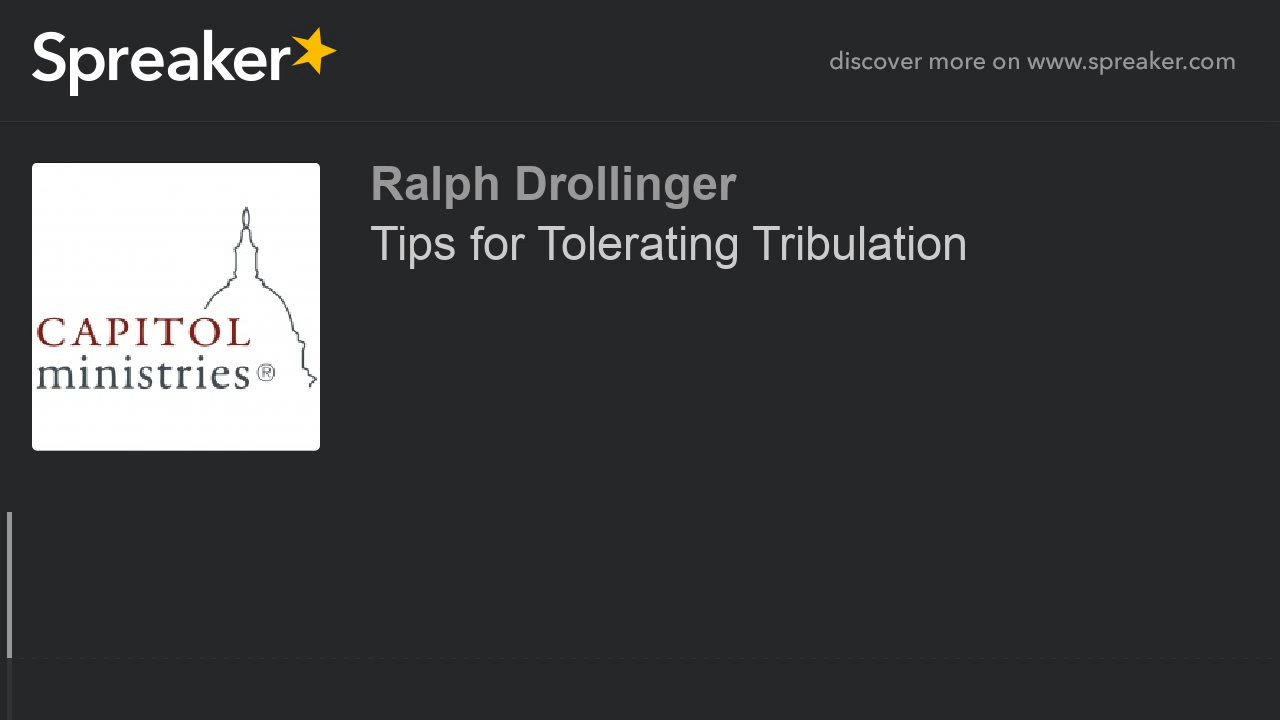 Spreaker
discover more on www.spreaker.com
Ralph Drollinger
Tips for Tolerating Tribulation
CAPITOL
ministries®